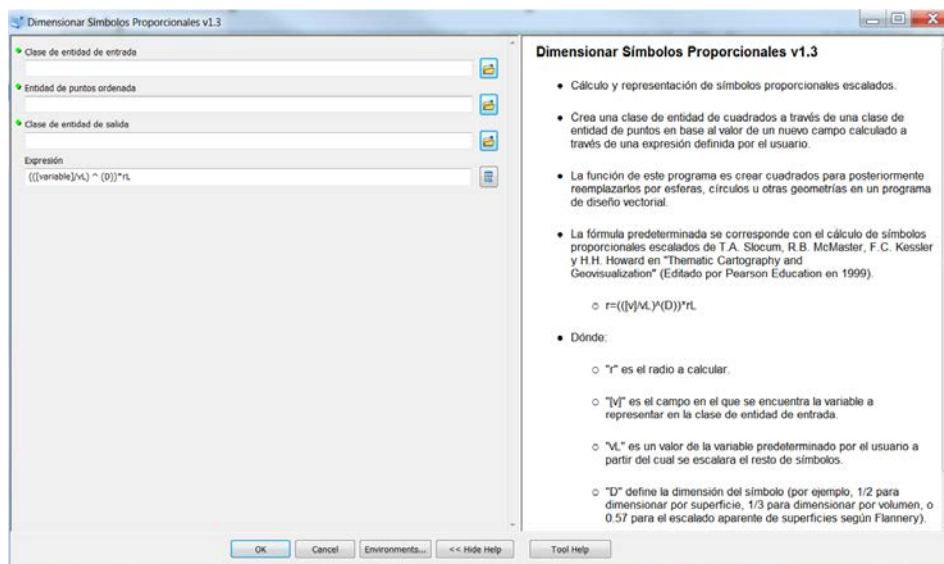 Dimensionar Símbolos Proporcionales v1.3
Clase de entidad de entrada
Entidad de puntos ordenada
Clase de entidad de salida
Expresión
(([variable]/vL) ^ (D))*rL
Dimensionar Símbolos Proporcionales v1.3
Cálculo y representación de símbolos proporcionales escalados.
Crea una clase de entidad de cuadrados a través de una clase de
entidad de puntos en base al valor de un nuevo campo calculado a
través de una expresión definida por el usuario.
La función de este programa es crear cuadrados para posteriormente
reemplazarlos por esferas, círculos u otras geometrías en un programa
de diseño vectorial.
La fórmula predeterminada se corresponde con el cálculo de símbolos
proporcionales escalados de T.A. Slocum, R.B. McMaster, F.C. Kessler
y H.H. Howard en "Thematic Cartography and
Geovisualization" (Editado por Pearson Education en 1999).
r=(([v]/vL)^(D))*rL
Dónde:
"r" es el radio a calcular.
"[v]" es el campo en el que se encuentra la variable a
representar en la clase de entidad de entrada.
"vL" es un valor de la variable predeterminado por el usuario a
partir del cual se escalara el resto de símbolos.
"D" define la dimensión del símbolo (por ejemplo, 1/2 para
dimensionar por superficie, 1/3 para dimensionar por volumen, o
0.57 para el escalado aparente de superficies según Flannery).
OK
Cancel
Environments...
<< Hide Help
Tool Help